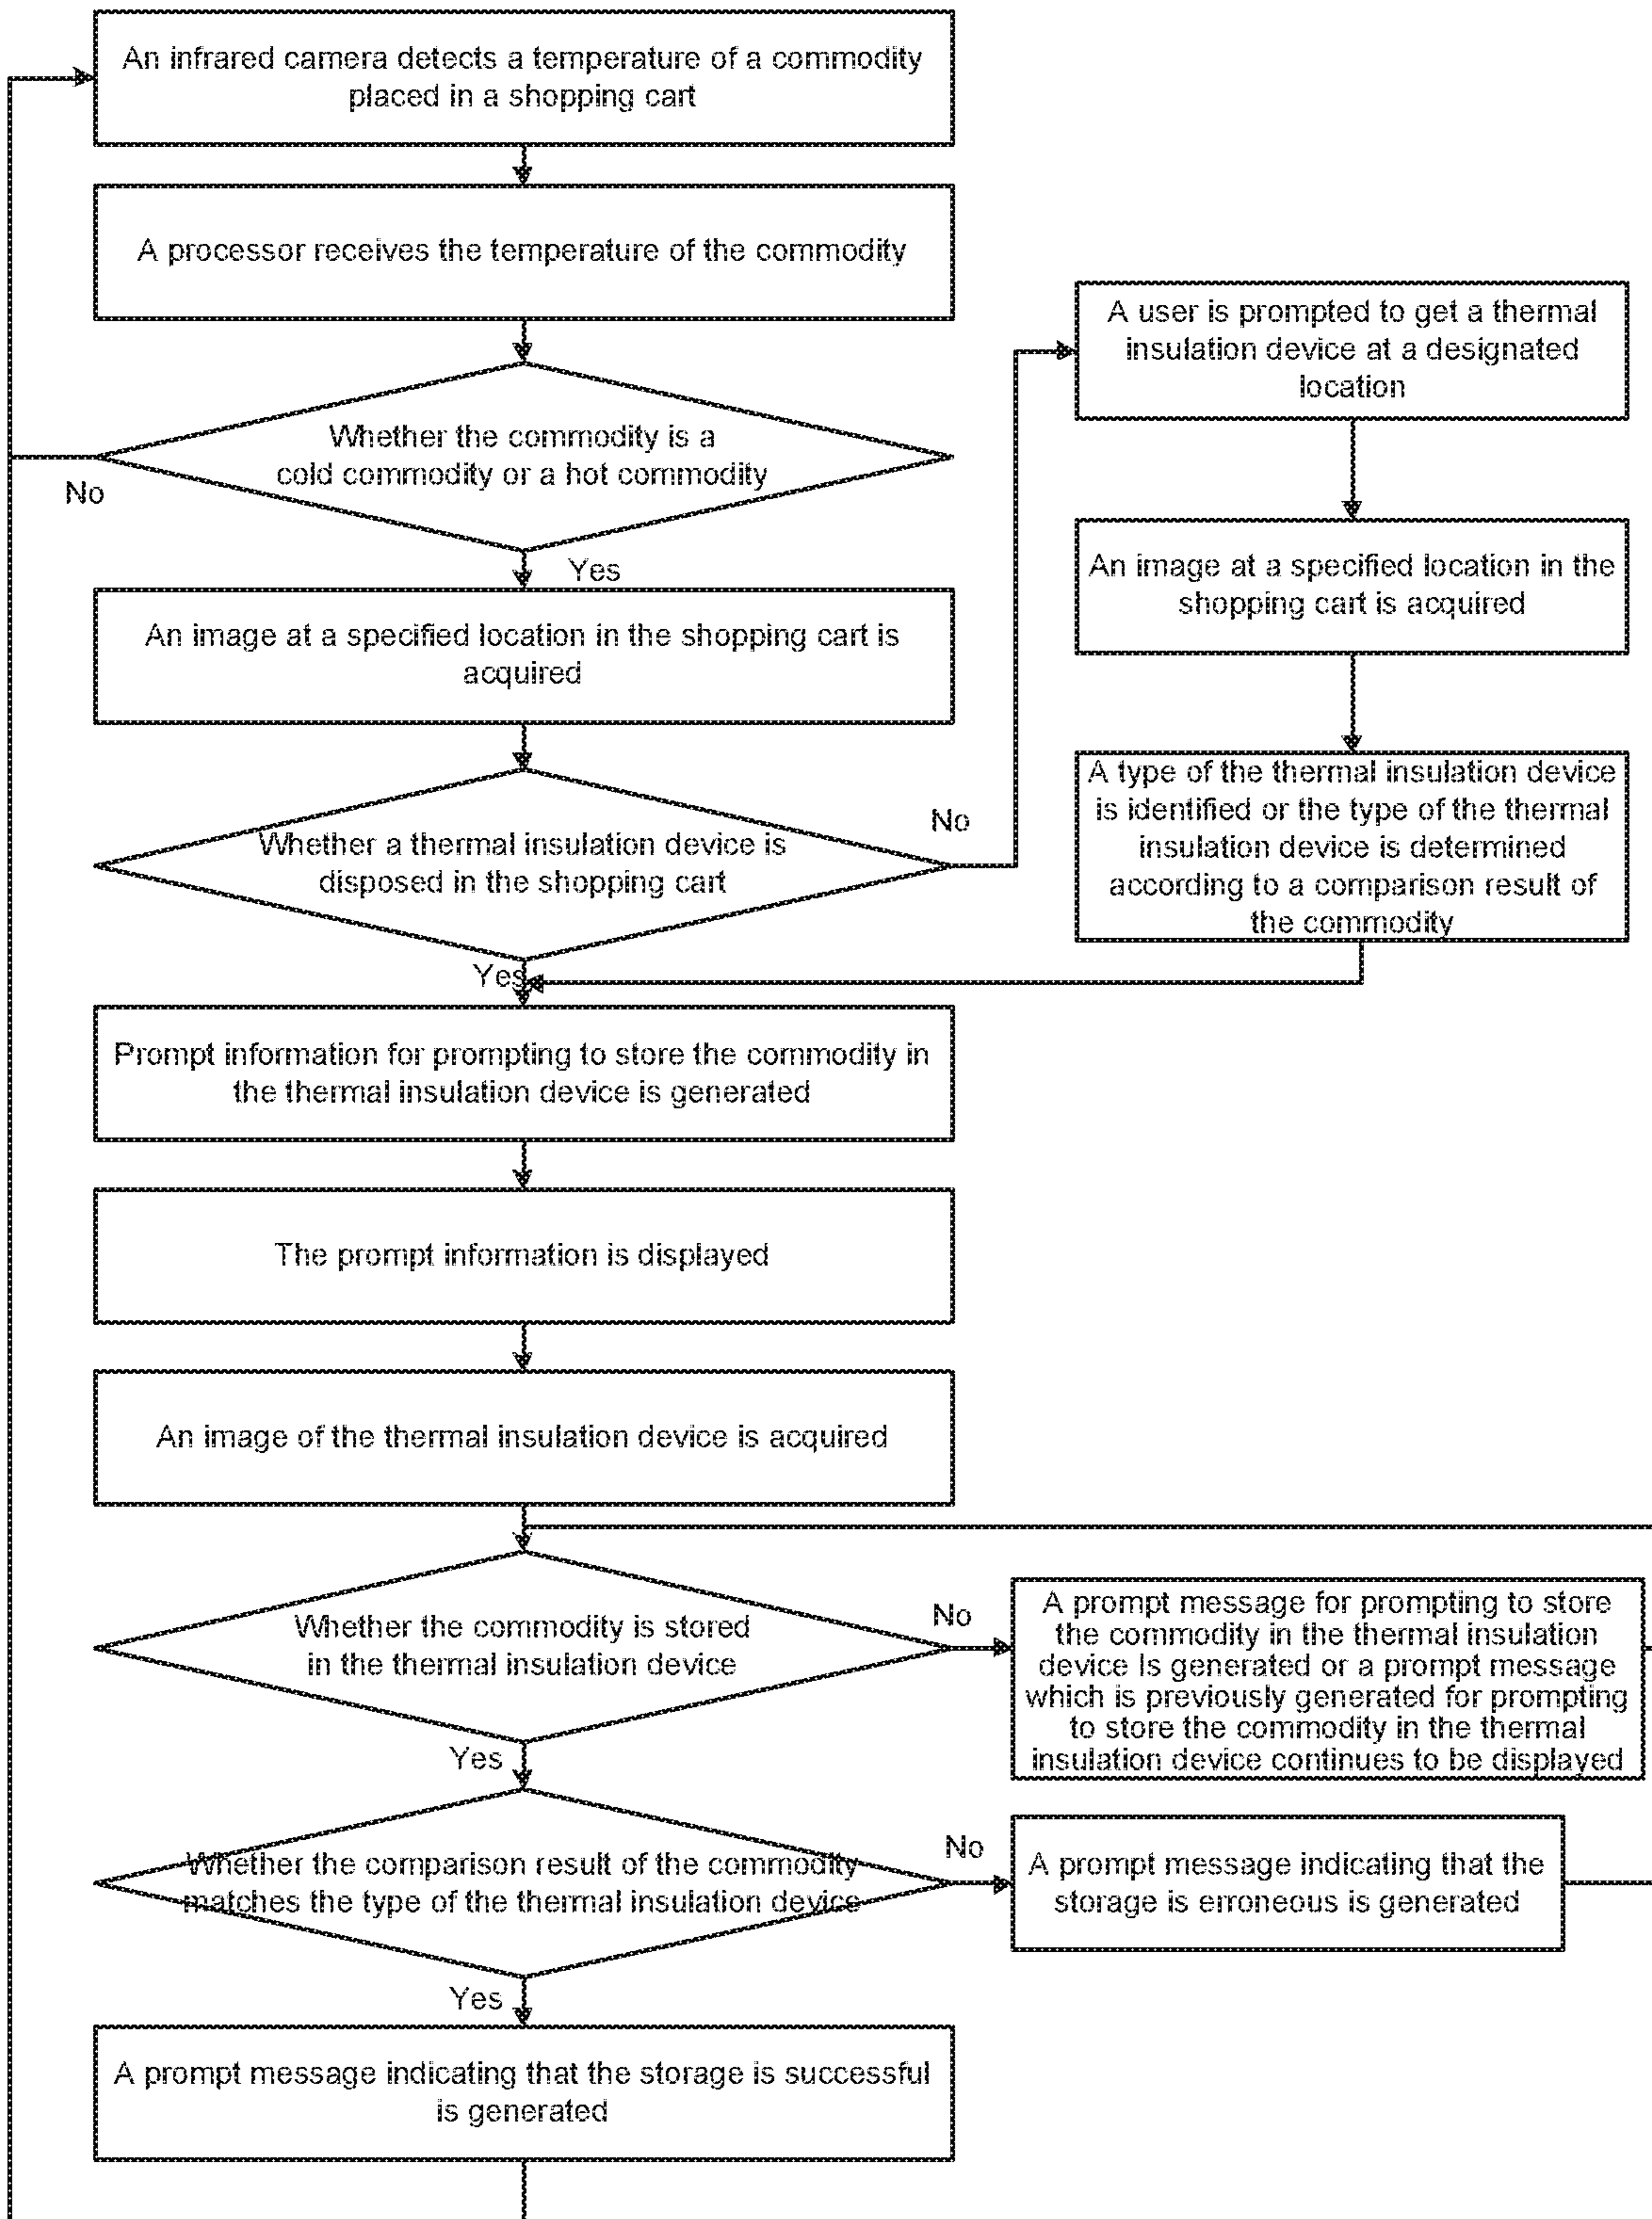 An infrared camera detects a temperature of a commodity
placed in a shopping cart
A processor receives the temperature of the commodity
Whether the commodity is a
cold commodity or a hot commodity
No
Yes
An image at a specified location in the shopping cart is
acquired
Whether a thermal insulation device is
disposed in the shopping cart
No
Yes
A user is prompted to get a thermal
insulation device at a designated
location
An image at a specified location in the
shopping cart is acquired
A type of the thermal insulation device
is identified or the type of the thermal
insulation device is determined
according to a comparison result of
the commodity
Prompt information for prompting to store the commodity in
the thermal insulation device is generated
The prompt information is displayed
An image of the thermal insulation device is acquired
Whether the commodity is stored
in the thermal insulation device
No
A prompt message for prompting to store
the commodity in the thermal insulation
device Is generated or a prompt message
which is previously generated for prompting
to store the commodity in the thermal
insulation device continues to be displayed
Yes
Whether the comparison result of the commodity
matches the type of the thermal insulation device
No
A prompt message indicating that the
storage is erroneous is generated
Yes
A prompt message indicating that the storage is successful
is generated